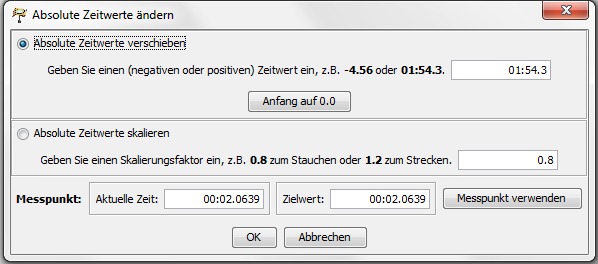 Absolute Zeitwerte ändern
Absolute Zeitwerte verschieben
Geben Sie einen (negativen oder positiven) Zeitwert ein, z.B. -4.56 oder 01:54.3. 01:54.3
Anfang auf 0.0
Absolute Zeitwerte skalieren
Geben Sie einen Skalierungsfaktor ein, z.B. 0.8 zum Stauchen oder 1.2 zum Strecken. 0.8
Messpunkt: Aktuelle Zeit: 00:02.0639 Zielwert: 00:02.0639 Messpunkt verwenden
OK Abbrechen